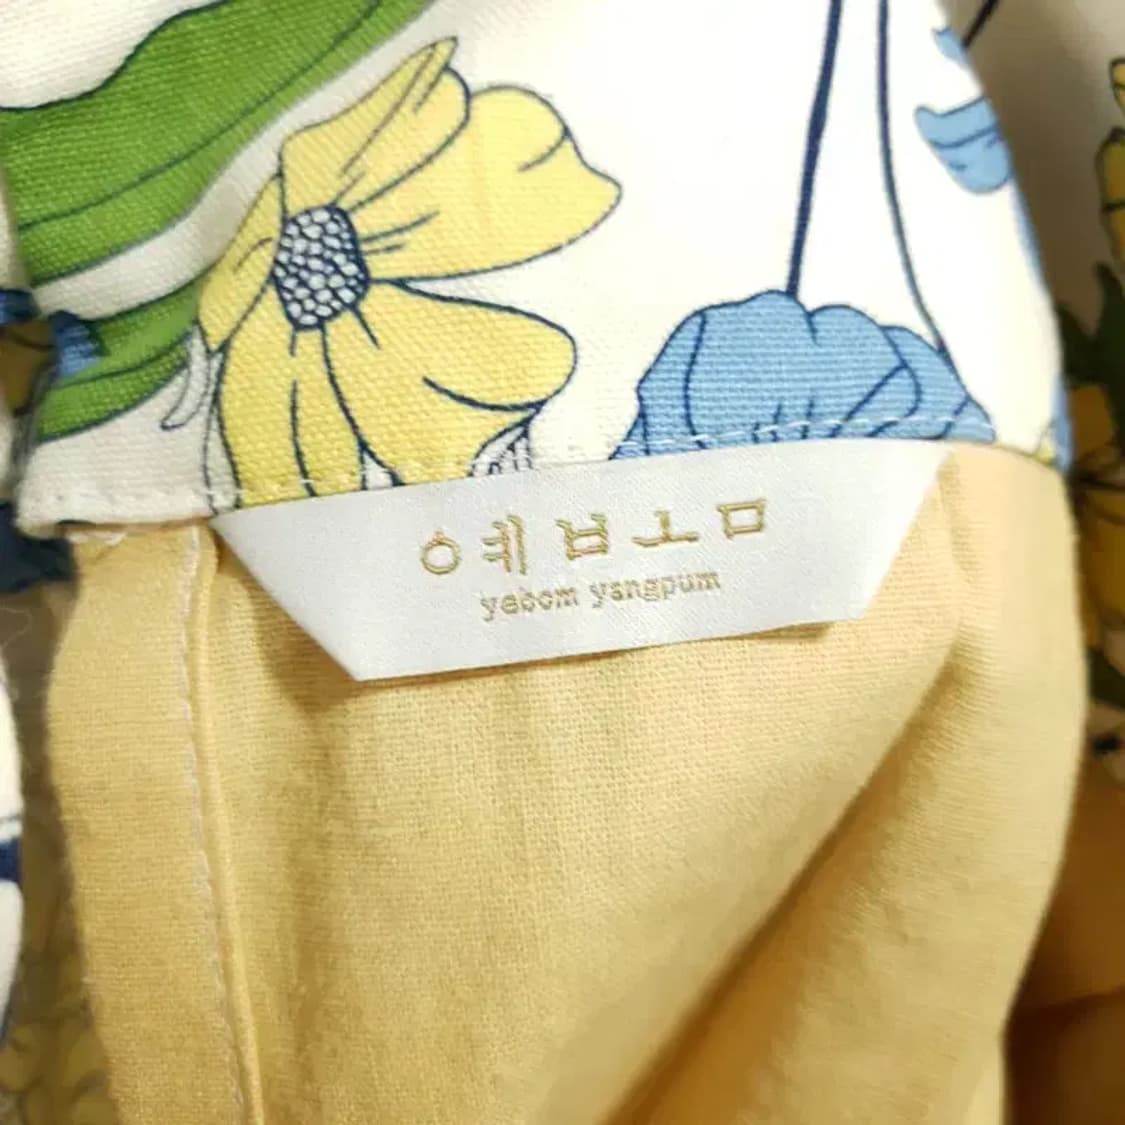 ㅇㅖ ㅂㅗㅁ
yebom yangpum